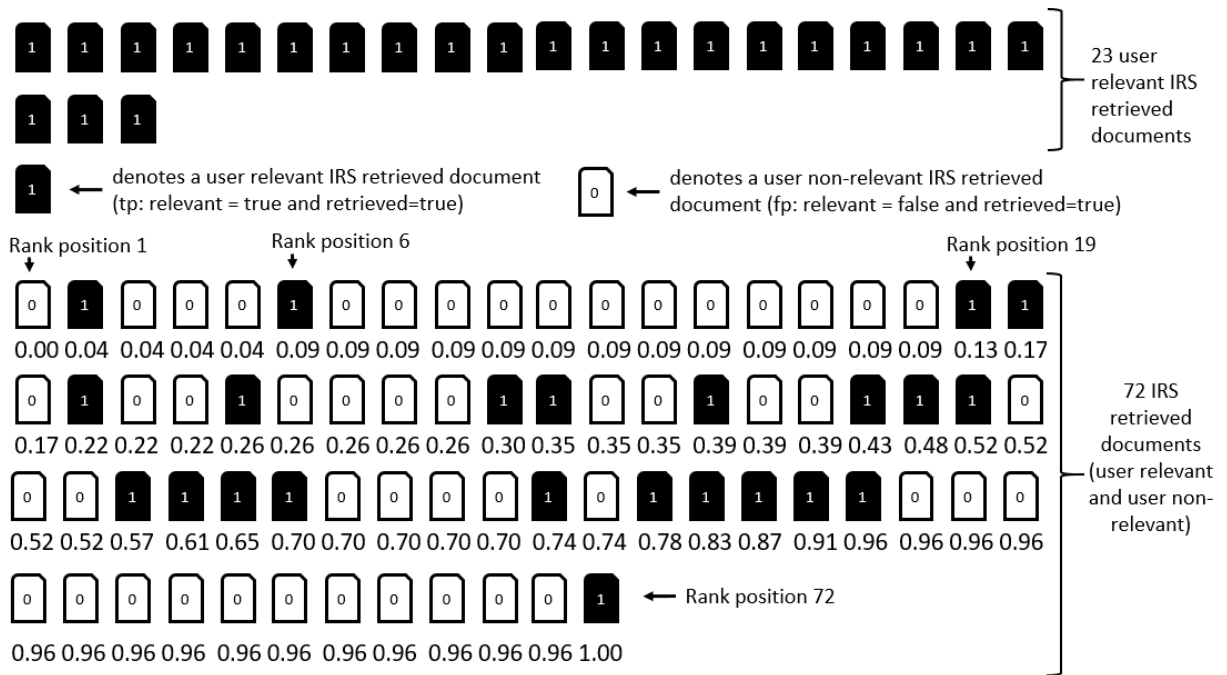 1 1 1 1 1 1 1 1 1 1 1 1 1 1 1 1 1 1 1 1
1 1 1
23 user
relevant IRS
retrieved
documents
1
denotes a user relevant IRS retrieved document
(tp: relevant = true and retrieved=true)
0
denotes a user non-relevant IRS retrieved
document (fp: relevant = false and retrieved=true)
Rank position 1
Rank position 6
Rank position 19
0 1 0 0 0 1 0 0 0 0 0 0 0 0 0 0 0 0 1 1
0.00 0.04 0.04 0.04 0.04 0.09 0.09 0.09 0.09 0.09 0.09 0.09 0.09 0.09 0.09 0.09 0.09 0.09 0.13 0.17
0 1 0 0 1 0 0 0 0 1 1 0 0 1 0 0 1 1 1 0
0.17 0.22 0.22 0.22 0.26 0.26 0.26 0.26 0.26 0.30 0.35 0.35 0.35 0.39 0.39 0.39 0.43 0.48 0.52 0.52
0 0 1 1 1 1 0 0 0 0 1 0 1 1 1 1 1 0 0 0
0.52 0.52 0.57 0.61 0.65 0.70 0.70 0.70 0.70 0.70 0.74 0.74 0.78 0.83 0.87 0.91 0.96 0.96 0.96 0.96
0 0 0 0 0 0 0 0 0 0 0 1
Rank position 72
0.96 0.96 0.96 0.96 0.96 0.96 0.96 0.96 0.96 0.96 0.96 1.00
72 IRS
retrieved
documents
(user relevant
and user non-
relevant)